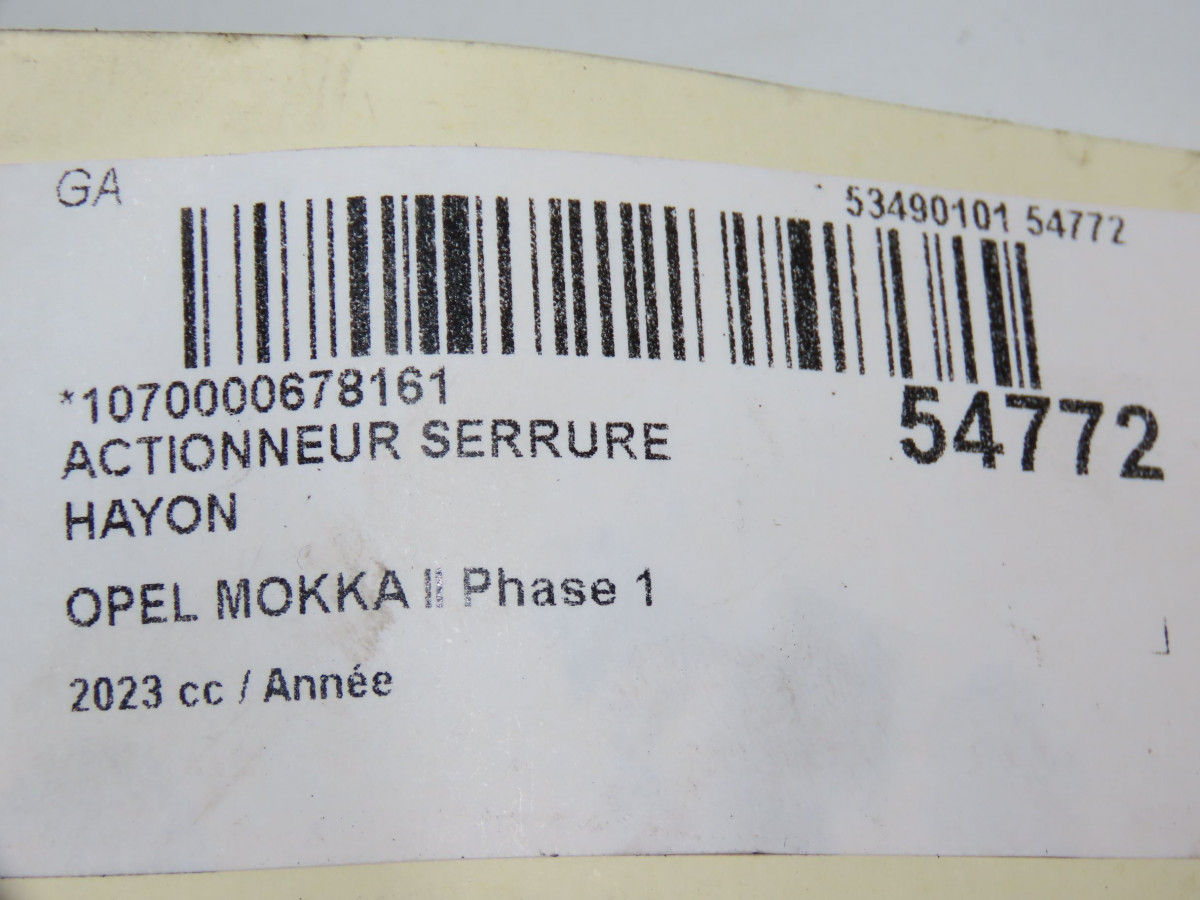 GA
53490101 54772
*1070000678161
54772
ACTIONNEUR SERRURE
HAYON
OPEL MOKKA II Phase 1
2023 cc / Année